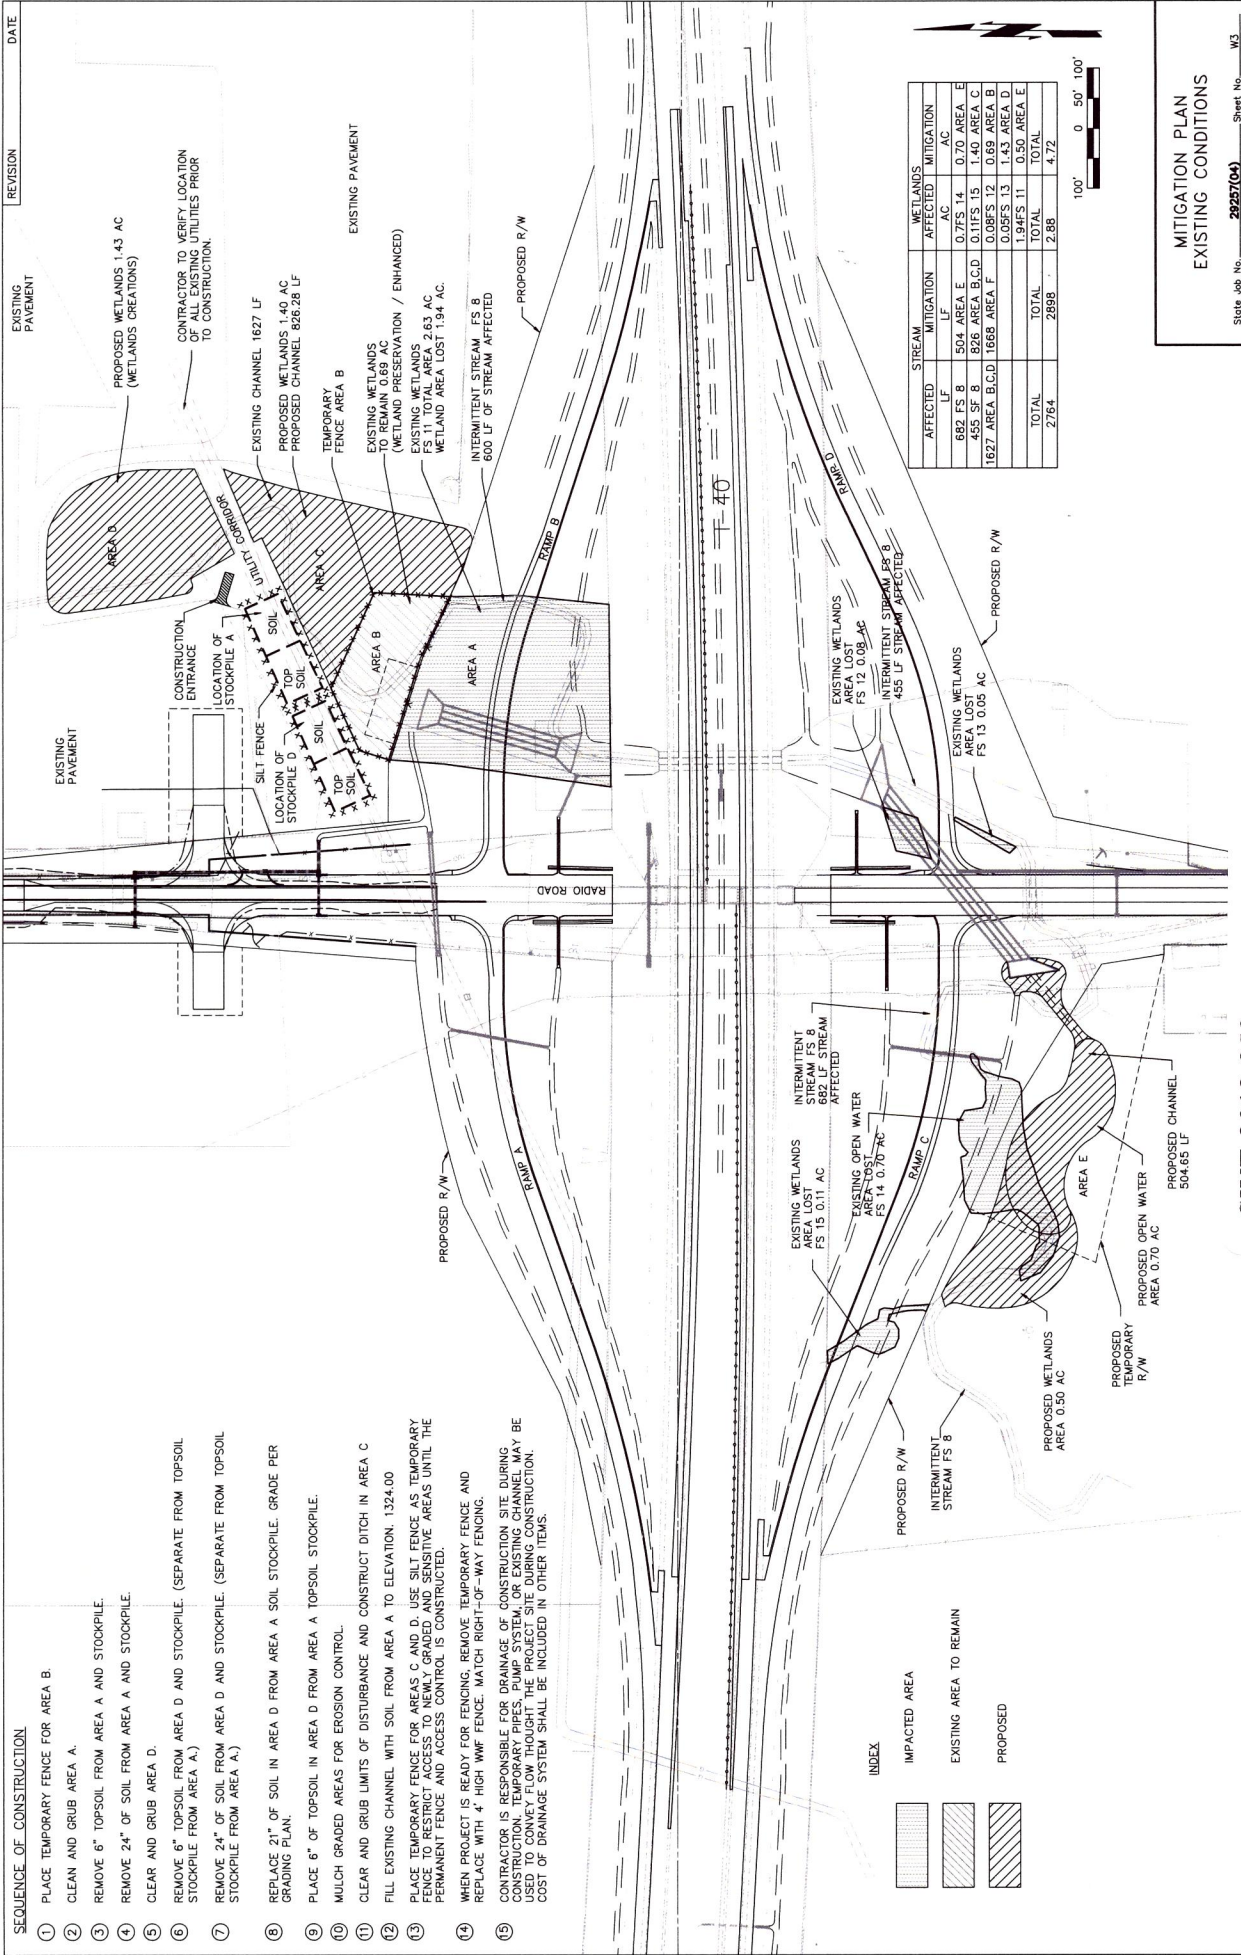 REVISION
DATE
SEQUENCE OF CONSTRUCTION
1 PLACE TEMPORARY FENCE FOR AREA B.
2 CLEAN AND GRUB AREA A.
3 REMOVE 6" TOPSOIL FROM AREA A AND STOCKPILE.
4 REMOVE 24" OF SOIL FROM AREA A AND STOCKPILE.
5 CLEAR AND GRUB AREA D.
6 REMOVE 6" TOPSOIL FROM AREA D AND STOCKPILE. (SEPARATE FROM TOPSOIL
STOCKPILE FROM AREA A.)
7 REMOVE 24" OF SOIL FROM AREA D AND STOCKPILE. (SEPARATE FROM TOPSOIL
STOCKPILE FROM AREA A.)
8 REPLACE 21" OF SOIL IN AREA D FROM AREA A SOIL STOCKPILE. GRADE PER
GRADING PLAN.
9 PLACE 6" OF TOPSOIL IN AREA D FROM AREA A TOPSOIL STOCKPILE.
10 MULCH GRADED AREAS FOR EROSION CONTROL.
11 CLEAR AND GRUB LIMITS OF DISTURBANCE AND CONSTRUCT DITCH IN AREA C
12 FILL EXISTING CHANNEL WITH SOIL FROM AREA A TO ELEVATION. 1324.00
13 PLACE TEMPORARY FENCE FOR AREAS C AND D. USE SILT FENCE AS TEMPORARY
FENCE TO RESTRICT ACCESS TO NEWLY GRADED AND SENSITIVE AREAS UNTIL THE
PERMANENT FENCE AND ACCESS CONTROL IS CONSTRUCTED.
14 WHEN PROJECT IS READY FOR FENCING, REMOVE TEMPORARY FENCE AND
REPLACE WITH 4' HIGH WWF FENCE. MATCH RIGHT-OF-WAY FENCING.
15 CONTRACTOR IS RESPONSIBLE FOR DRAINAGE OF CONSTRUCTION SITE DURING
CONSTRUCTION. TEMPORARY PIPES, PUMP SYSTEM, OR EXISTING CHANNEL MAY BE
USED TO CONVEY FLOW THOUGHT THE PROJECT SITE DURING CONSTRUCTION.
COST OF DRAINAGE SYSTEM SHALL BE INCLUDED IN OTHER ITEMS.
EXISTING
PAVEMENT
EXISTING
PAVEMENT
PROPOSED WETLANDS 1.43 AC
(WETLANDS CREATIONS)
CONTRACTOR TO VERIFY LOCATION
OF ALL EXISTING UTILITIES PRIOR
TO CONSTRUCTION.
AREA D
CONSTRUCTION
ENTRANCE
LOCATION OF
STOCKPILE A
UTILITY CORRIDOR
EXISTING CHANNEL 1627 LF
PROPOSED WETLANDS 1.40 AC
PROPOSED CHANNEL 826.28 LF
SILT FENCE
LOCATION OF
STOCKPILE D
SOIL
TOP
SOIL
SOIL
TOP
SOIL
AREA C
TEMPORARY
FENCE AREA B
EXISTING PAVEMENT
EXISTING WETLANDS
TO REMAIN 0.69 AC
(WETLAND PRESERVATION / ENHANCED)
AREA B
EXISTING WETLANDS
FS 11 TOTAL AREA 2.63 AC
WETLAND AREA LOST 1.94 AC.
INTERMITTENT STREAM FS 8
600 LF OF STREAM AFFECTED
AREA A
PROPOSED R/W
PROPOSED R/W
RAMP A
RAMP B
RADIO ROAD
I-40
INTERMITTENT
STREAM FS 8
682 LF STREAM
AFFECTED
EXISTING WETLANDS
AREA LOST
FS 15 0.11 AC
EXISTING OPEN WATER
AREA LOST
FS 14 0.70 AC
RAMP C
EXISTING WETLANDS
AREA LOST
FS 12 0.08 AC
INTERMITTENT STREAM FS 8
455 LF STREAM AFFECTED
RAMP D
EXISTING WETLANDS
AREA LOST
FS 13 0.05 AC
PROPOSED R/W
PROPOSED R/W
INTERMITTENT
STREAM FS 8
PROPOSED WETLANDS
AREA 0.50 AC
AREA E
PROPOSED
TEMPORARY
R/W
PROPOSED OPEN WATER
AREA 0.70 AC
PROPOSED CHANNEL
504.65 LF
INDEX
IMPACTED AREA
EXISTING AREA TO REMAIN
PROPOSED
STREAM WETLANDS
AFFECTED MITIGATION AFFECTED MITIGATION
LF LF AC AC
682 FS 8 504 AREA E 0.7FS 14 0.70 AREA E
455 SF 8 826 AREA B,C,D 0.11FS 15 1.40 AREA C
1627 AREA B,C,D 1668 AREA F 0.08FS 12 0.69 AREA B
0.05FS 13 1.43 AREA D
1.94FS 11 0.50 AREA E
TOTAL TOTAL TOTAL TOTAL
2764 2898 2.88 4.72
100' 0 50' 100'
MITIGATION PLAN
EXISTING CONDITIONS
State Job No. 29257(04) Sheet No. W3